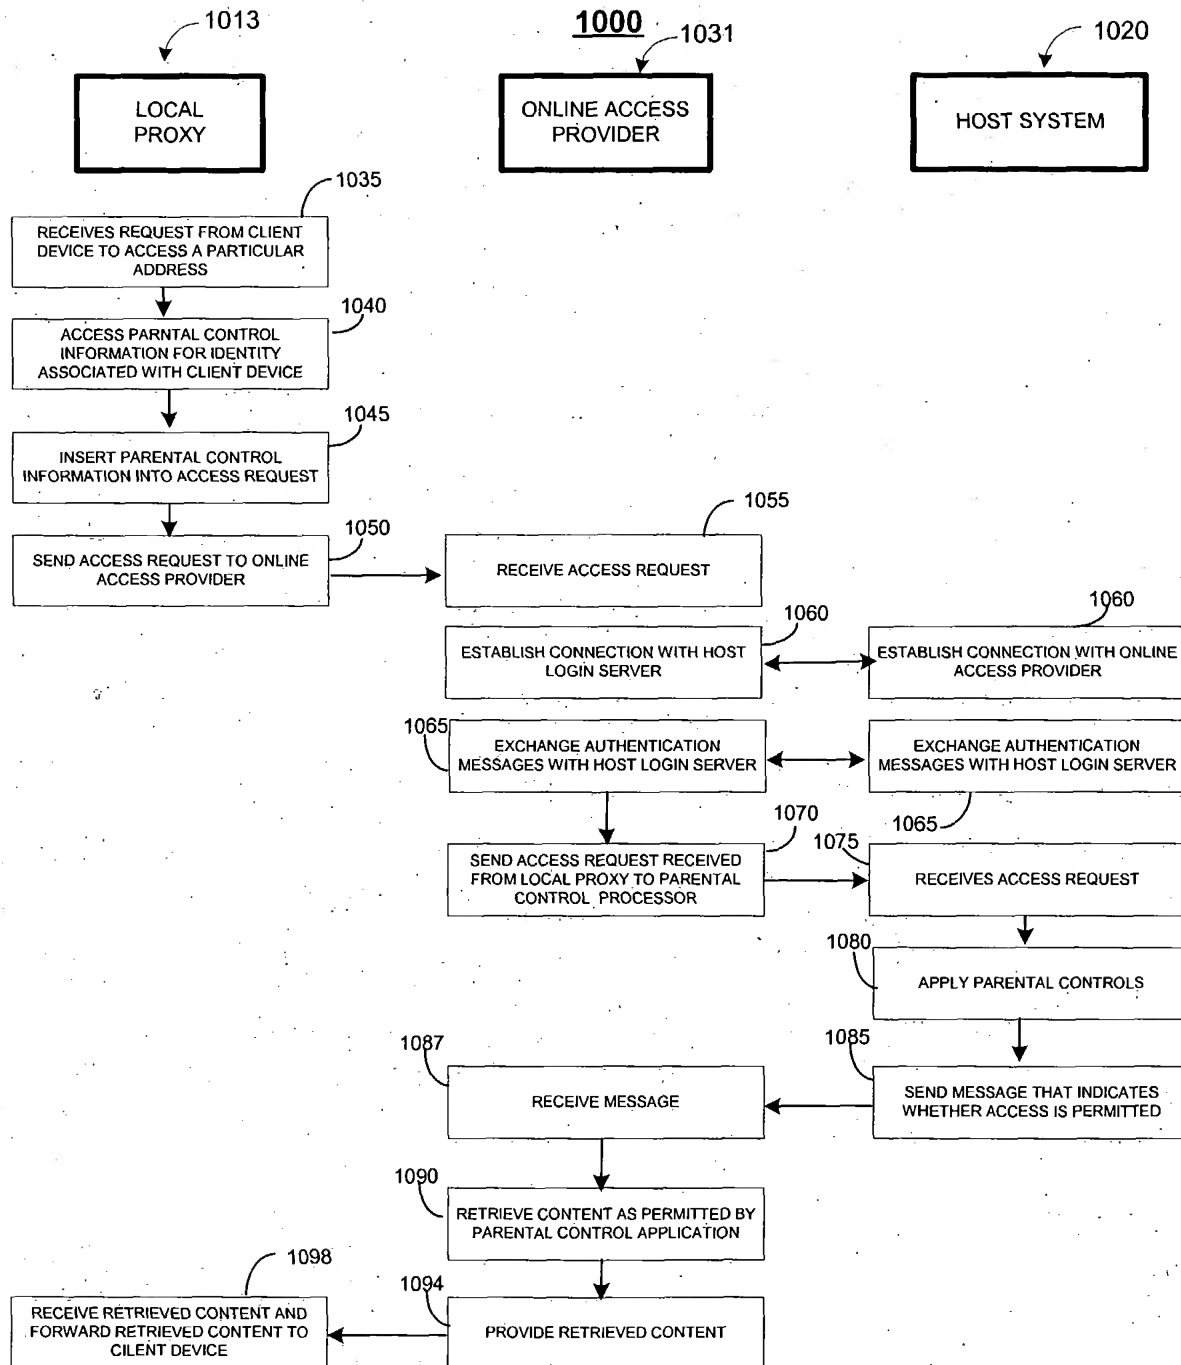 1000
1013
1031
1020
LOCAL
PROXY
ONLINE ACCESS
PROVIDER
HOST SYSTEM
1035
RECEIVES REQUEST FROM CLIENT
DEVICE TO ACCESS A PARTICULAR
ADDRESS
1040
ACCESS PARNTAL CONTROL
INFORMATION FOR IDENTITY
ASSOCIATED WITH CLIENT DEVICE
1045
INSERT PARENTAL CONTROL
INFORMATION INTO ACCESS REQUEST
1050
SEND ACCESS REQUEST TO ONLINE
ACCESS PROVIDER
1055
RECEIVE ACCESS REQUEST
1060
ESTABLISH CONNECTION WITH HOST
LOGIN SERVER
1060
ESTABLISH CONNECTION WITH ONLINE
ACCESS PROVIDER
1065
EXCHANGE AUTHENTICATION
MESSAGES WITH HOST LOGIN SERVER
EXCHANGE AUTHENTICATION
MESSAGES WITH HOST LOGIN SERVER
1065
1070
SEND ACCESS REQUEST RECEIVED
FROM LOCAL PROXY TO PARENTAL
CONTROL PROCESSOR
1075
RECEIVES ACCESS REQUEST
1080
APPLY PARENTAL CONTROLS
1085
SEND MESSAGE THAT INDICATES
WHETHER ACCESS IS PERMITTED
1087
RECEIVE MESSAGE
1090
RETRIEVE CONTENT AS PERMITTED BY
PARENTAL CONTROL APPLICATION
1094
PROVIDE RETRIEVED CONTENT
1098
RECEIVE RETRIEVED CONTENT AND
FORWARD RETRIEVED CONTENT TO
CILENT DEVICE